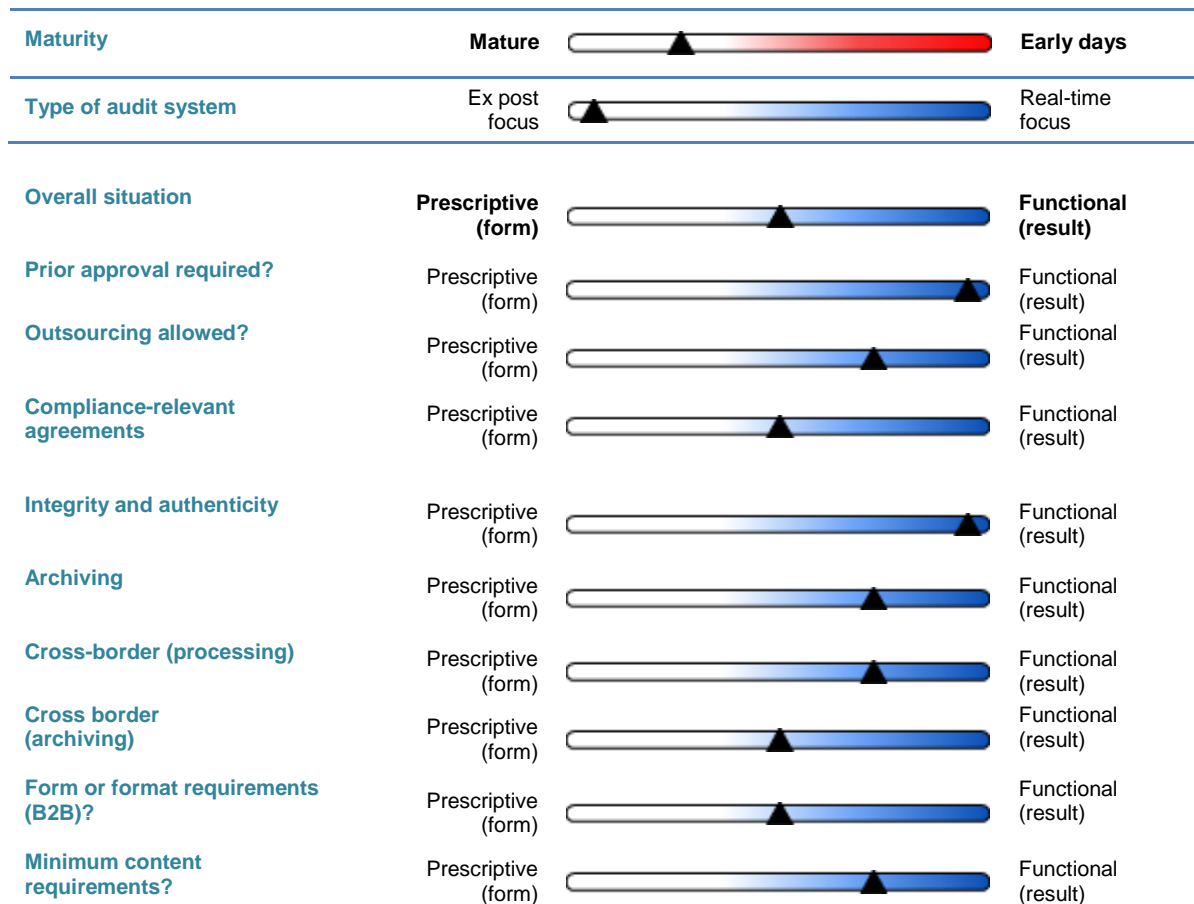 Maturity
Mature
Early days
Type of audit system
Ex post
focus
Real-time
focus
Overall situation
Prescriptive
(form)
Functional
(result)
Prior approval required?
Prescriptive
(form)
Functional
(result)
Outsourcing allowed?
Prescriptive
(form)
Functional
(result)
Compliance-relevant
agreements
Prescriptive
(form)
Functional
(result)
Integrity and authenticity
Prescriptive
(form)
Functional
(result)
Archiving
Prescriptive
(form)
Functional
(result)
Cross-border (processing)
Prescriptive
(form)
Functional
(result)
Cross border
(archiving)
Prescriptive
(form)
Functional
(result)
Form or format requirements
(B2B)?
Prescriptive
(form)
Functional
(result)
Minimum content
requirements?
Prescriptive
(form)
Functional
(result)